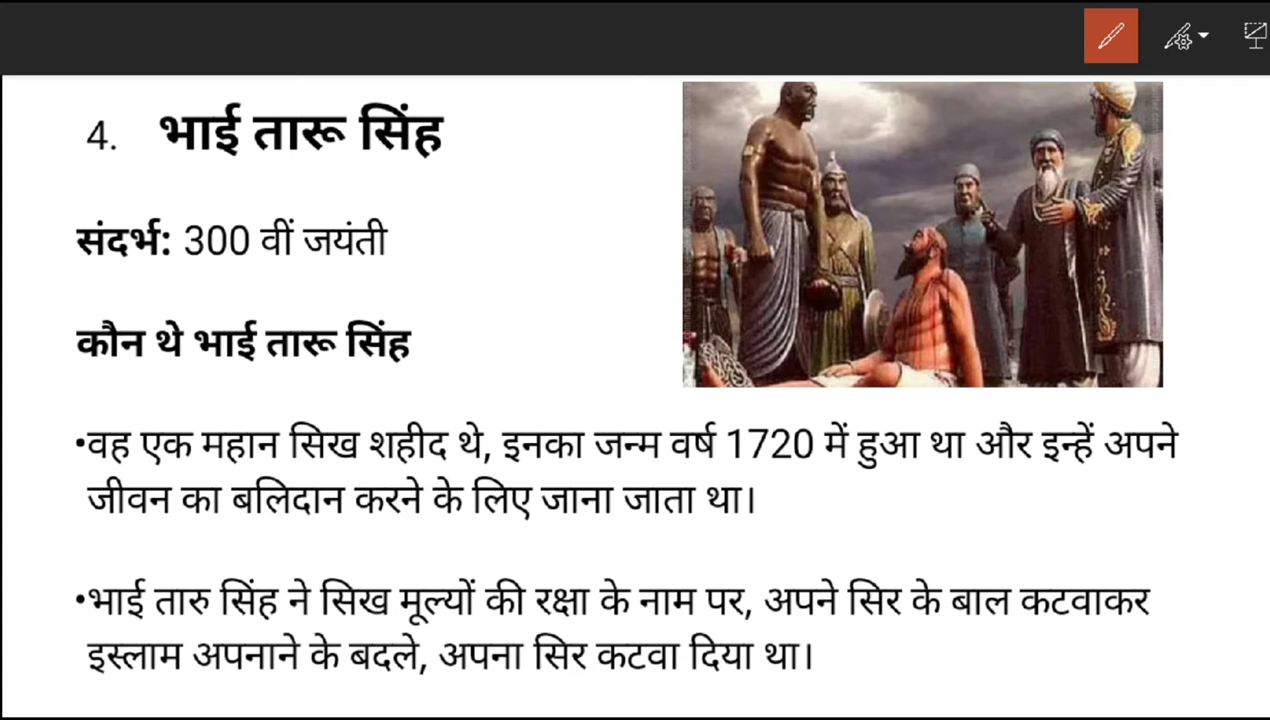 4. भाई तारू सिंह
संदर्भ: 300 वीं जयंती
कौन थे भाई तारू सिंह
•वह एक महान सिख शहीद थे, इनका जन्म वर्ष 1720 में हुआ था और इन्हें अपने
जीवन का बलिदान करने के लिए जाना जाता था।
•भाई तारु सिंह ने सिख मूल्यों की रक्षा के नाम पर, अपने सिर के बाल कटवाकर
इस्लाम अपनाने के बदले, अपना सिर कटवा दिया था।